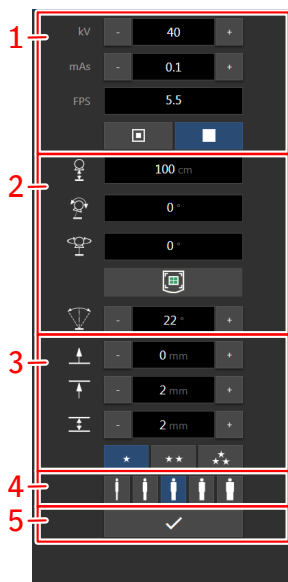 1
kV - 40 +
mAs - 0.1 +
FPS 5.5
2
100 cm
0 °
0 °
- 22 ° +
3
- 0 mm +
- 2 mm +
- 2 mm +
4
5